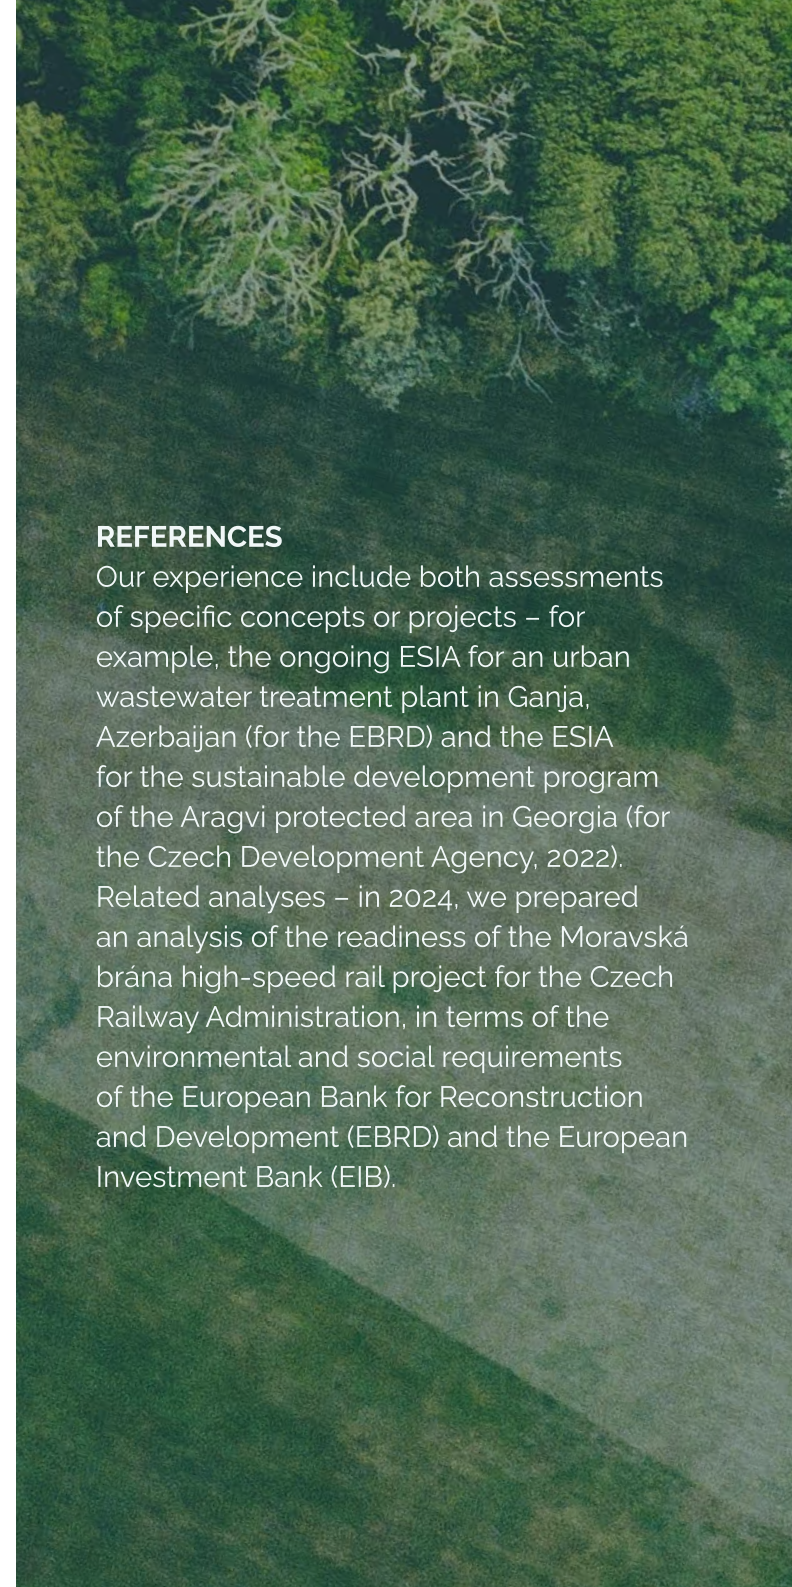 REFERENCES
Our experience include both assessments
of specific concepts or projects – for
example, the ongoing ESIA for an urban
wastewater treatment plant in Ganja,
Azerbaijan (for the EBRD) and the ESIA
for the sustainable development program
of the Aragvi protected area in Georgia (for
the Czech Development Agency, 2022).
Related analyses – in 2024, we prepared
an analysis of the readiness of the Moravská
brána high-speed rail project for the Czech
Railway Administration, in terms of the
environmental and social requirements
of the European Bank for Reconstruction
and Development (EBRD) and the European
Investment Bank (EIB).